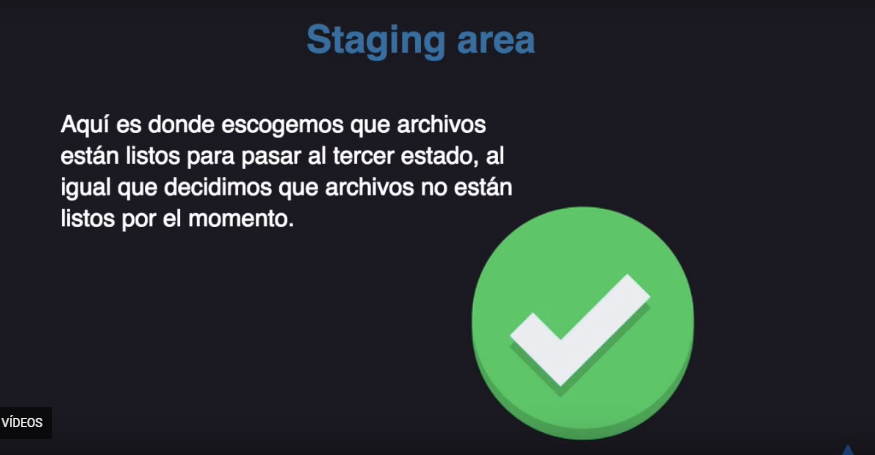 Staging area
Aquí es donde escogemos que archivos
están listos para pasar al tercer estado, al
igual que decidimos que archivos no están
listos por el momento.
VÍDEOS